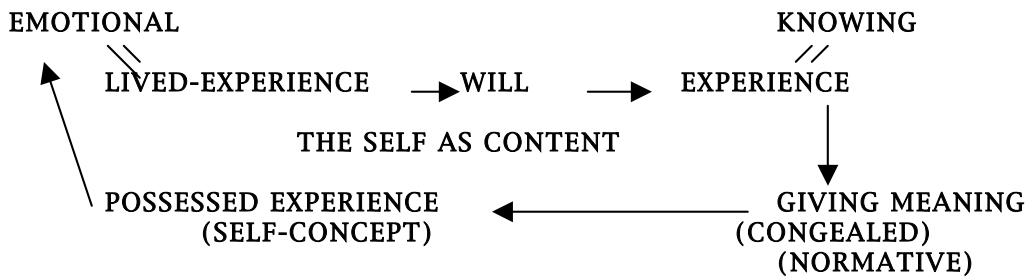 EMOTIONAL KNOWING
LIVED-EXPERIENCE WILL EXPERIENCE
THE SELF AS CONTENT
POSSESSED EXPERIENCE GIVING MEANING
(SELF-CONCEPT) (CONGEALED)
(NORMATIVE)